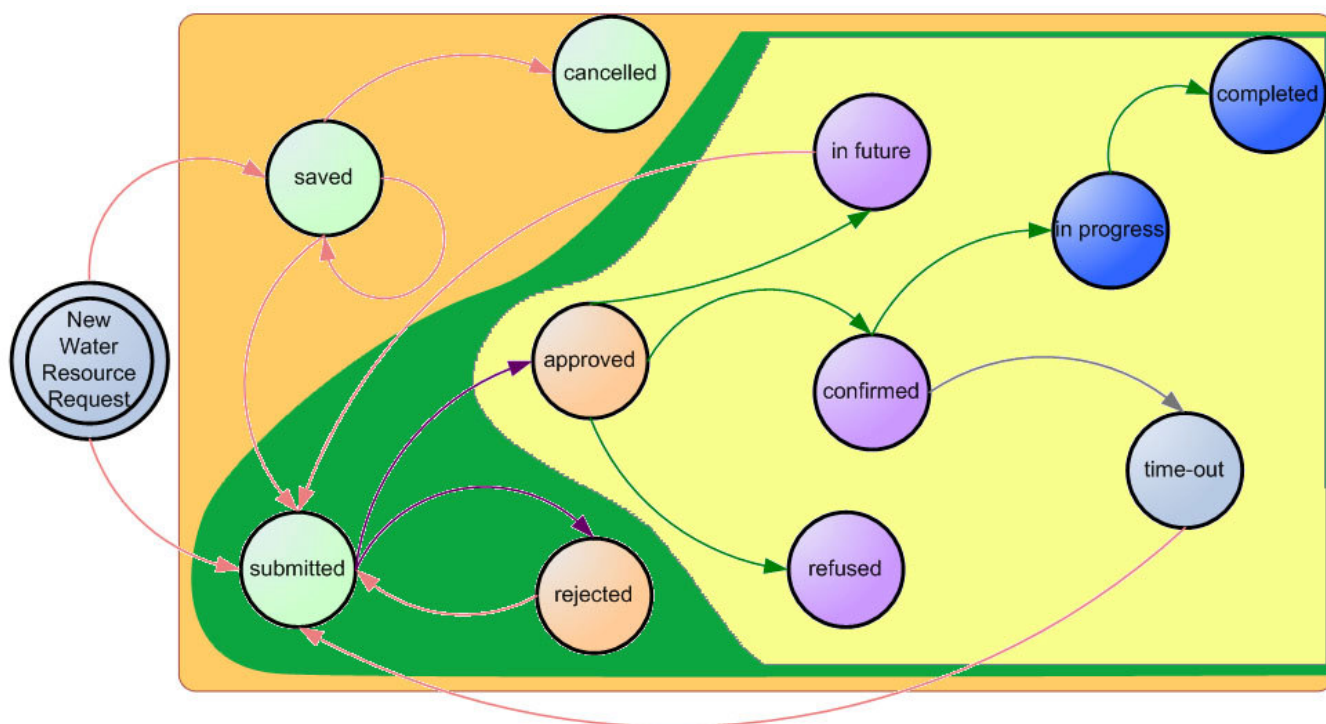 cancelled
completed
in future
saved
in progress
New
Water
Resource
Request
approved
confirmed
time-out
submitted
rejected
refused